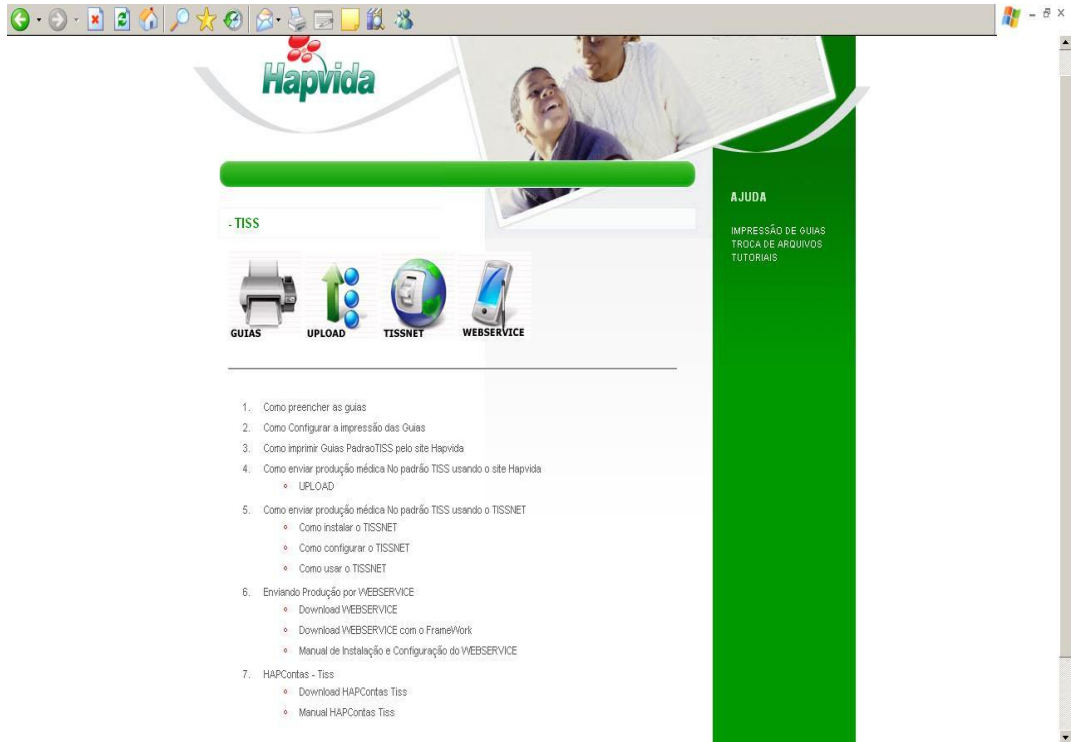 Hapvida
AJUDA
- TISS
IMPRESSÃO DE GUIAS
TROCA DE ARQUIVOS
TUTORIAIS
GUIAS
UPLOAD
TISSNET
WEBSERVICE
1. Como preencher as guias
2. Como Configurar a impressão das Guias
3. Como imprimir Guias PadraoTISS pelo site Hapvida
4. Como enviar produção médica No padrão TISS usando o site Hapvida
UPLOAD
5. Como enviar produção médica No padrão TISS usando o TISSNET
Como instalar o TISSNET
Como configurar o TISSNET
Como usar o TISSNET
6. Enviando Produção por WEBSERVICE
Download WEBSERVICE
Download WEBSERVICE com o FrameWork
Manual de Instalação e Configuração do WEBSERVICE
7. HAPContas - Tiss
Download HAPContas Tiss
Manual HAPContas Tiss